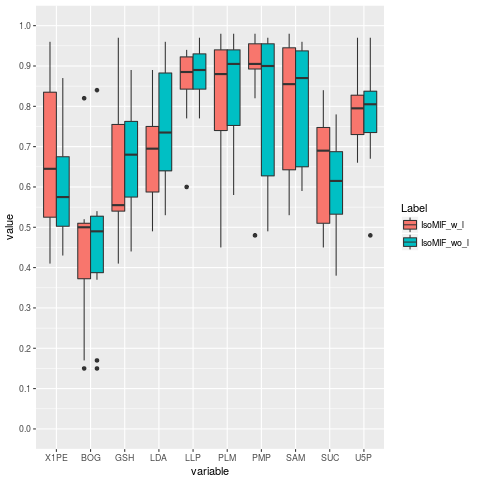 1.0
0.9
0.8
0.7
0.6
0.5
0.4
0.3
0.2
0.1
0.0
value
X1PE BOG GSH LDA LLP PLM PMP SAM SUC U5P
variable
Label
IsoMIF_w_l
IsoMIF_wo_l